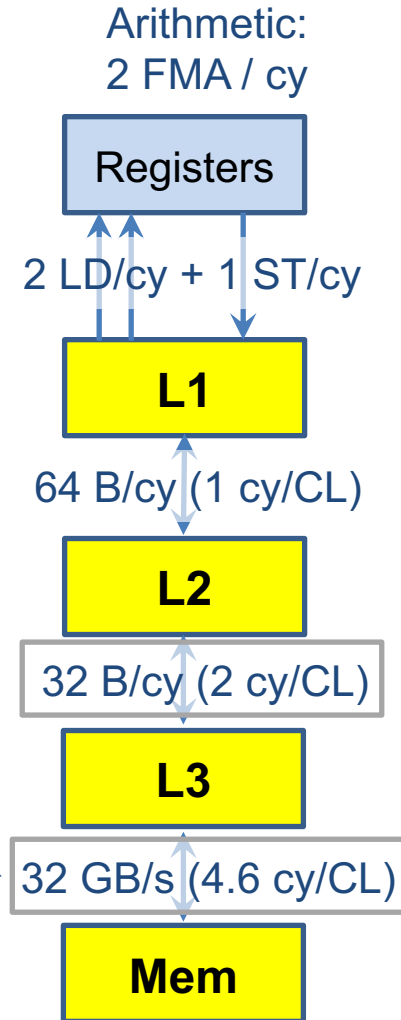 Arithmetic:
2 FMA / cy
Registers
2 LD/cy + 1 ST/cy
L1
64 B/cy (1 cy/CL)
L2
32 B/cy (2 cy/CL)
L3
32 GB/s (4.6 cy/CL)
Mem